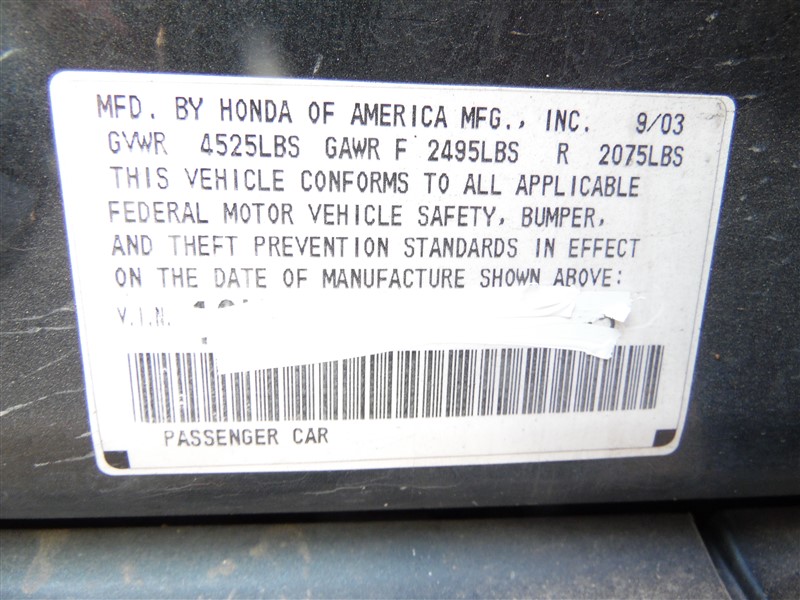 MFD. BY HONDA OF AMERICA MFG., INC. 9/03
GVWR 4525LBS GAWR F 2495LBS R 2075LBS
THIS VEHICLE CONFORMS TO ALL APPLICABLE
FEDERAL MOTOR VEHICLE SAFETY, BUMPER,
AND THEFT PREVENTION STANDARDS IN EFFECT
ON THE DATE OF MANUFACTURE SHOWN ABOVE:
V.I.N.
PASSENGER CAR